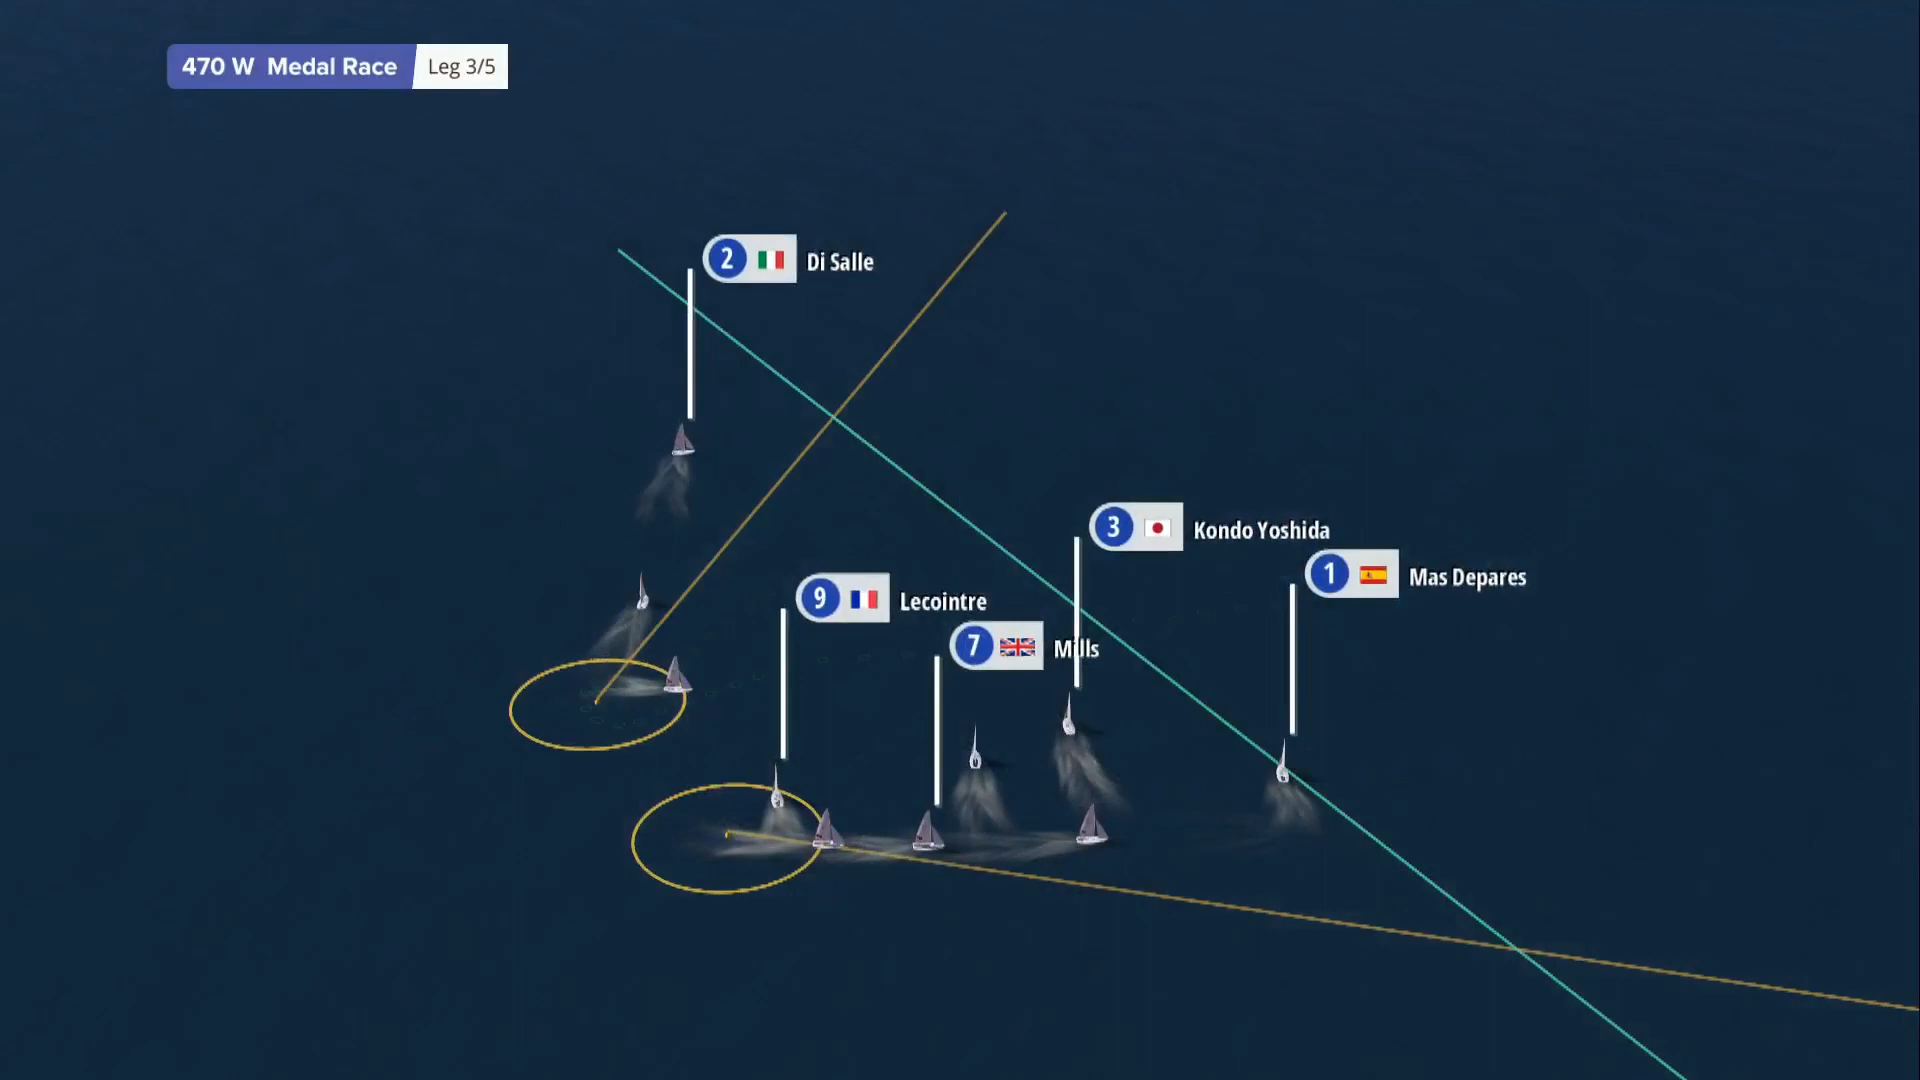 470 W Medal Race Leg 3/5
2 Di Salle
3 Kondo Yoshida
1 Mas Depares
9 Lecointre
7 Mills